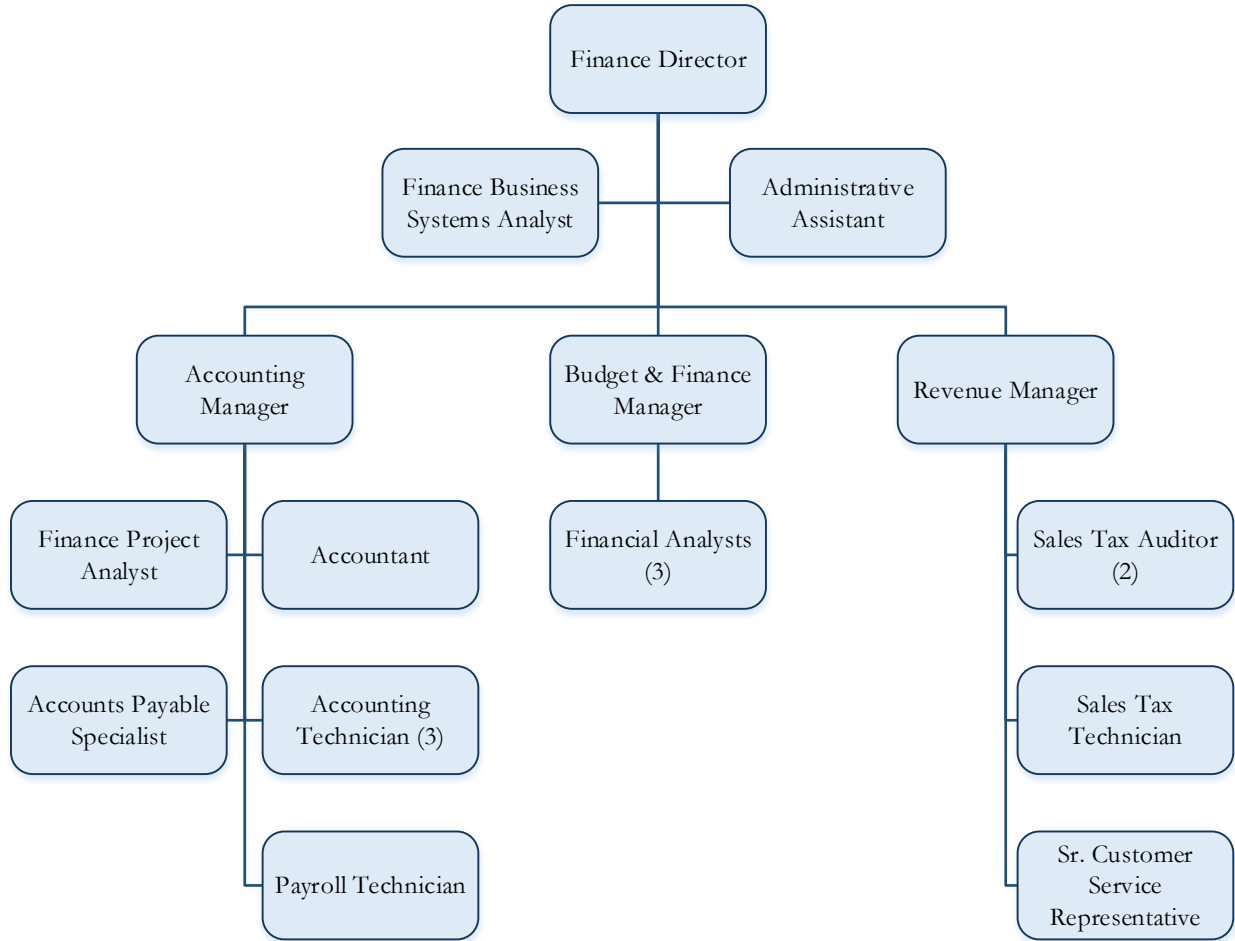 Finance Director
Finance Business
Systems Analyst
Administrative
Assistant
Accounting
Manager
Budget & Finance
Manager
Revenue Manager
Finance Project
Analyst
Accountant
Financial Analysts
(3)
Sales Tax Auditor
(2)
Accounts Payable
Specialist
Accounting
Technician (3)
Sales Tax
Technician
Payroll Technician
Sr. Customer
Service
Representative